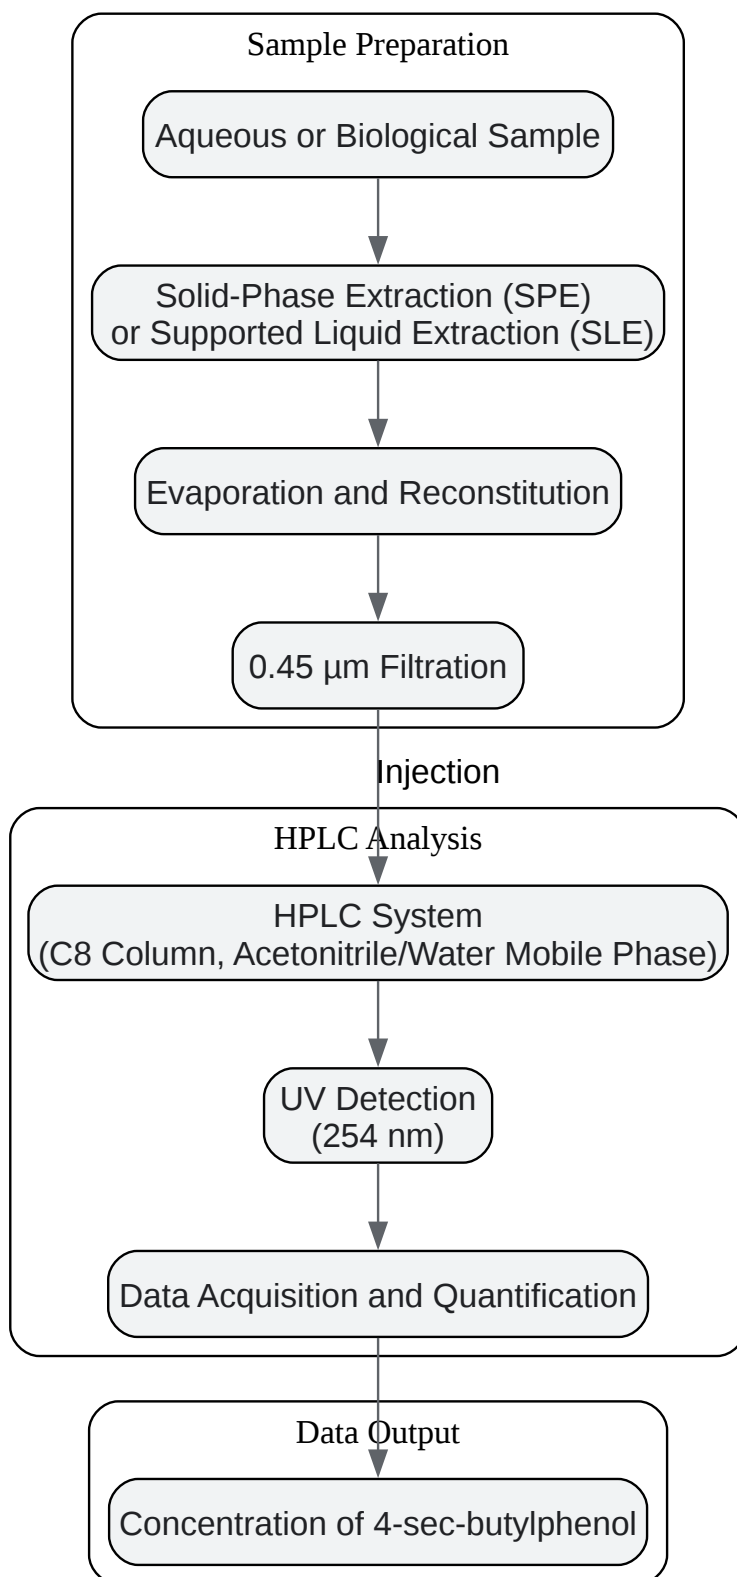 Sample Preparation
Aqueous or Biological Sample
Solid-Phase Extraction (SPE)
or Supported Liquid Extraction (SLE)
Evaporation and Reconstitution
0.45 µm Filtration
Injection
HPLC Analysis
HPLC System
(C8 Column, Acetonitrile/Water Mobile Phase)
UV Detection
(254 nm)
Data Acquisition and Quantification
Data Output
Concentration of 4-sec-butylphenol